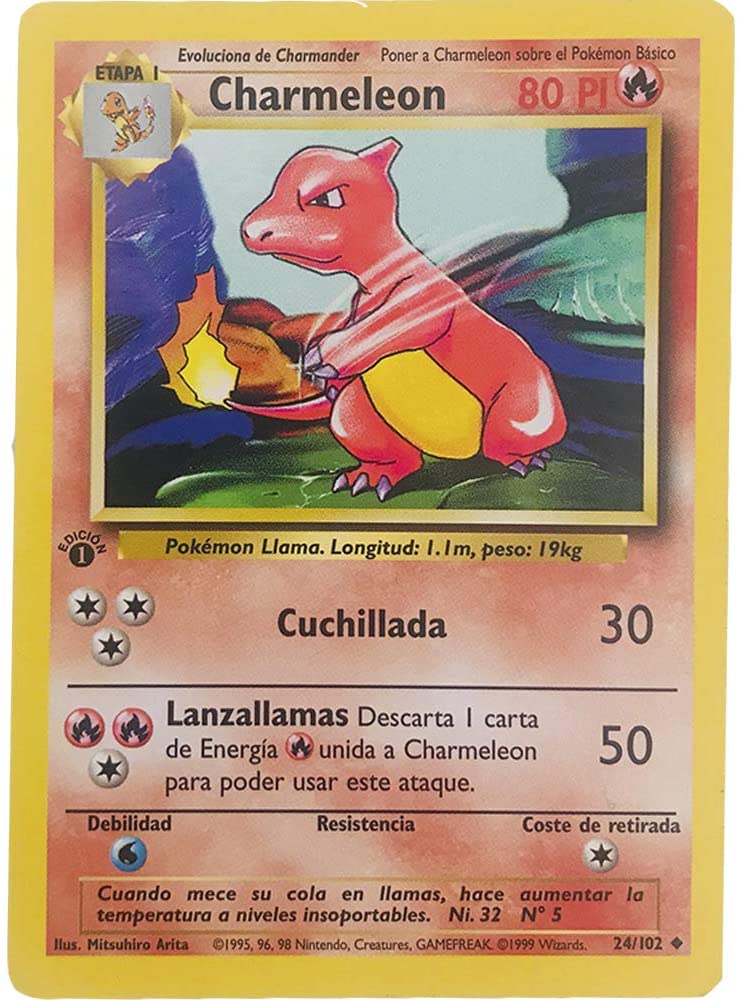 Evoluciona de Charmander Poner a Charmeleon sobre el Pokémon Básico
ETAPA 1
Charmeleon 80 PI
EDICIÓN
1
Pokémon Llama. Longitud: 1.1m, peso: 19kg
Cuchillada 30
Lanzallamas Descarta 1 carta
de Energía unida a Charmeleon
para poder usar este ataque.
50
Debilidad Resistencia Coste de retirada
Cuando mece su cola en llamas, hace aumentar la
temperatura a niveles insoportables. Ni. 32 N° 5
Ilus. Mitsuhiro Arita ©1995, 96, 98 Nintendo, Creatures, GAMEFREAK. ©1999 Wizards. 24/102 ◆